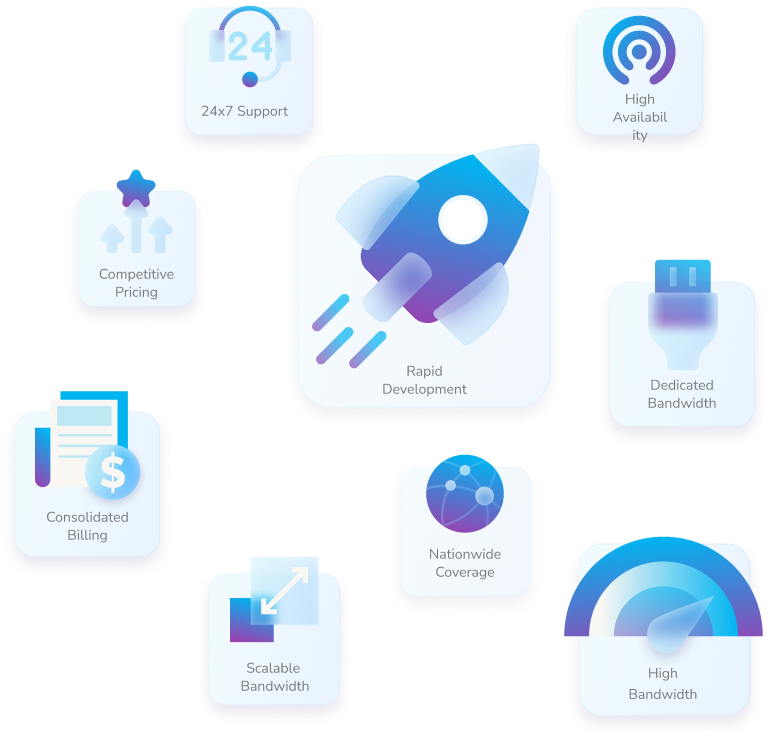 24
24x7 Support
High
Availabil
ity
Competitive
Pricing
Rapid
Development
Dedicated
Bandwidth
$
Consolidated
Billing
Nationwide
Coverage
Scalable
Bandwidth
High
Bandwidth